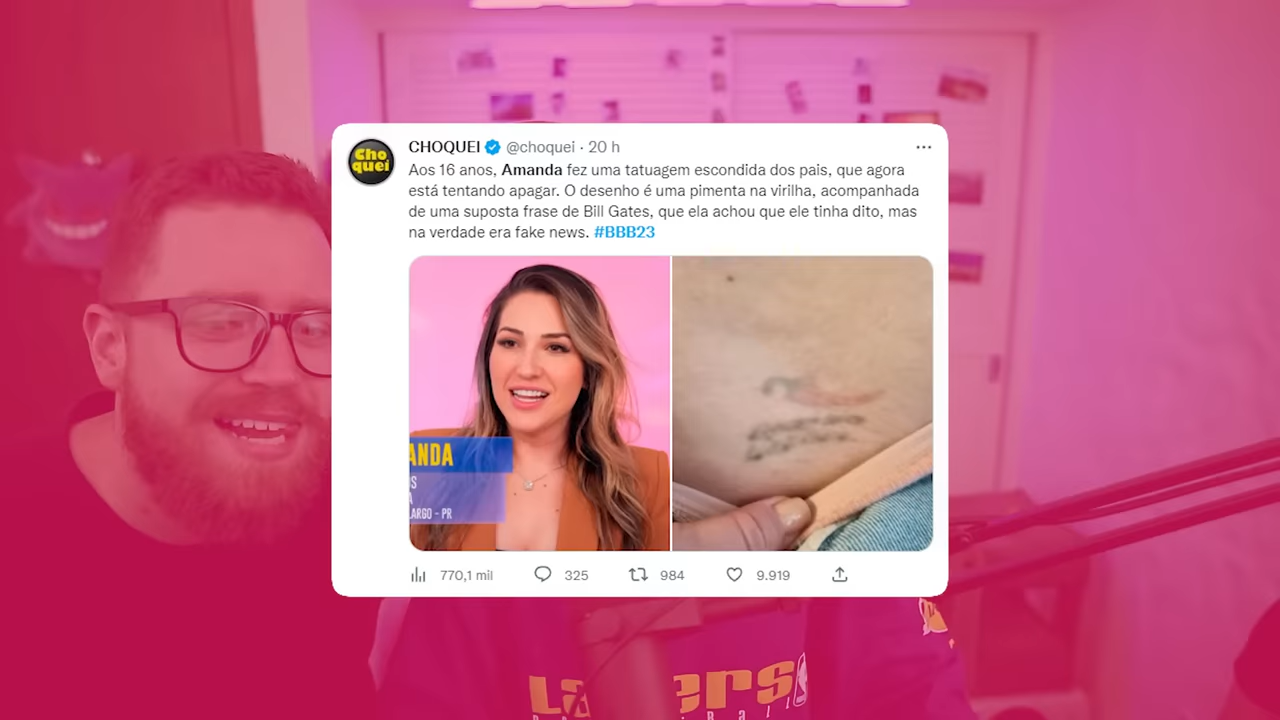 Cho
quei
CHOQUEI @choquei · 20 h
Aos 16 anos, Amanda fez uma tatuagem escondida dos pais, que agora
está tentando apagar. O desenho é uma pimenta na virilha, acompanhada
de uma suposta frase de Bill Gates, que ela achou que ele tinha dito, mas
na verdade era fake news. #BBB23
ANDA
S
A
LARGO - PR
770,1 mil 325 984 9.919